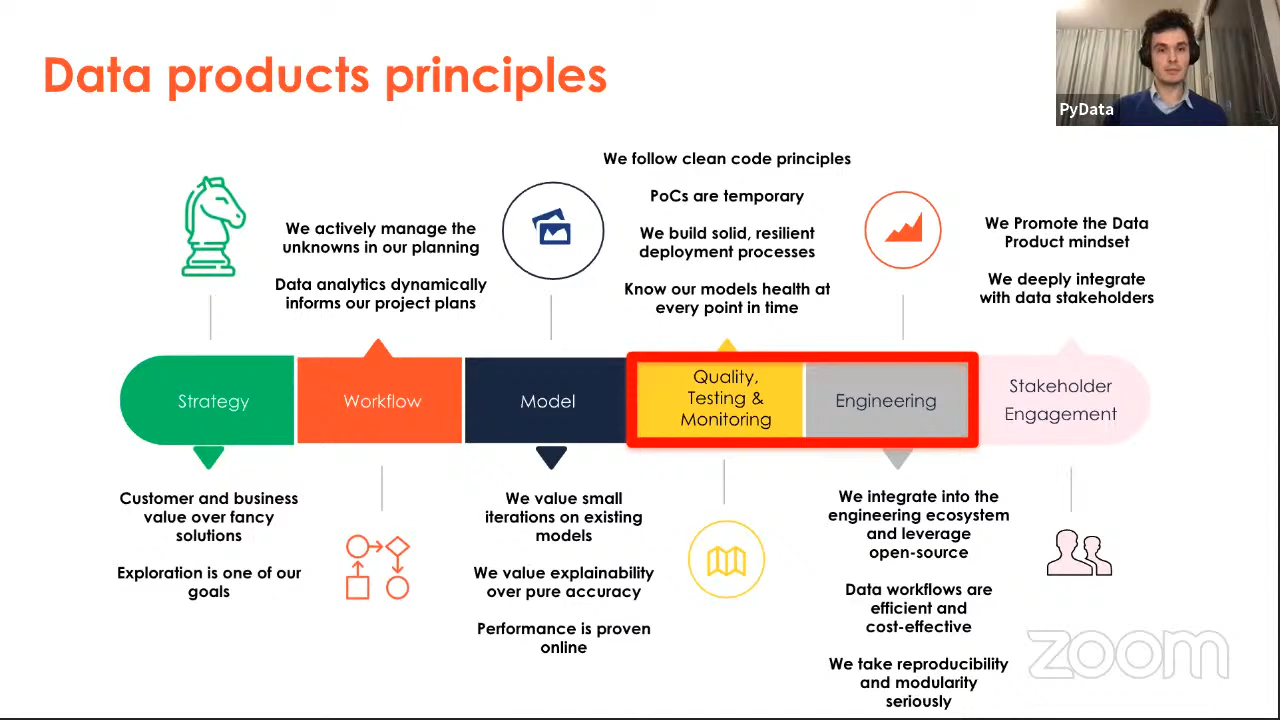 Data products principles
PyData
We follow clean code principles
PoCs are temporary
We build solid, resilient
deployment processes
Know our models health at
every point in time
We actively manage the
unknowns in our planning
Data analytics dynamically
informs our project plans
We Promote the Data
Product mindset
We deeply integrate
with data stakeholders
Strategy
Workflow
Model
Quality,
Testing &
Monitoring
Engineering
Stakeholder
Engagement
Customer and business
value over fancy
solutions
Exploration is one of our
goals
We value small
iterations on existing
models
We value explainability
over pure accuracy
Performance is proven
online
We integrate into the
engineering ecosystem
and leverage
open-source
Data workflows are
efficient and
cost-effective
We take reproducibility
and modularity
seriously
zoom